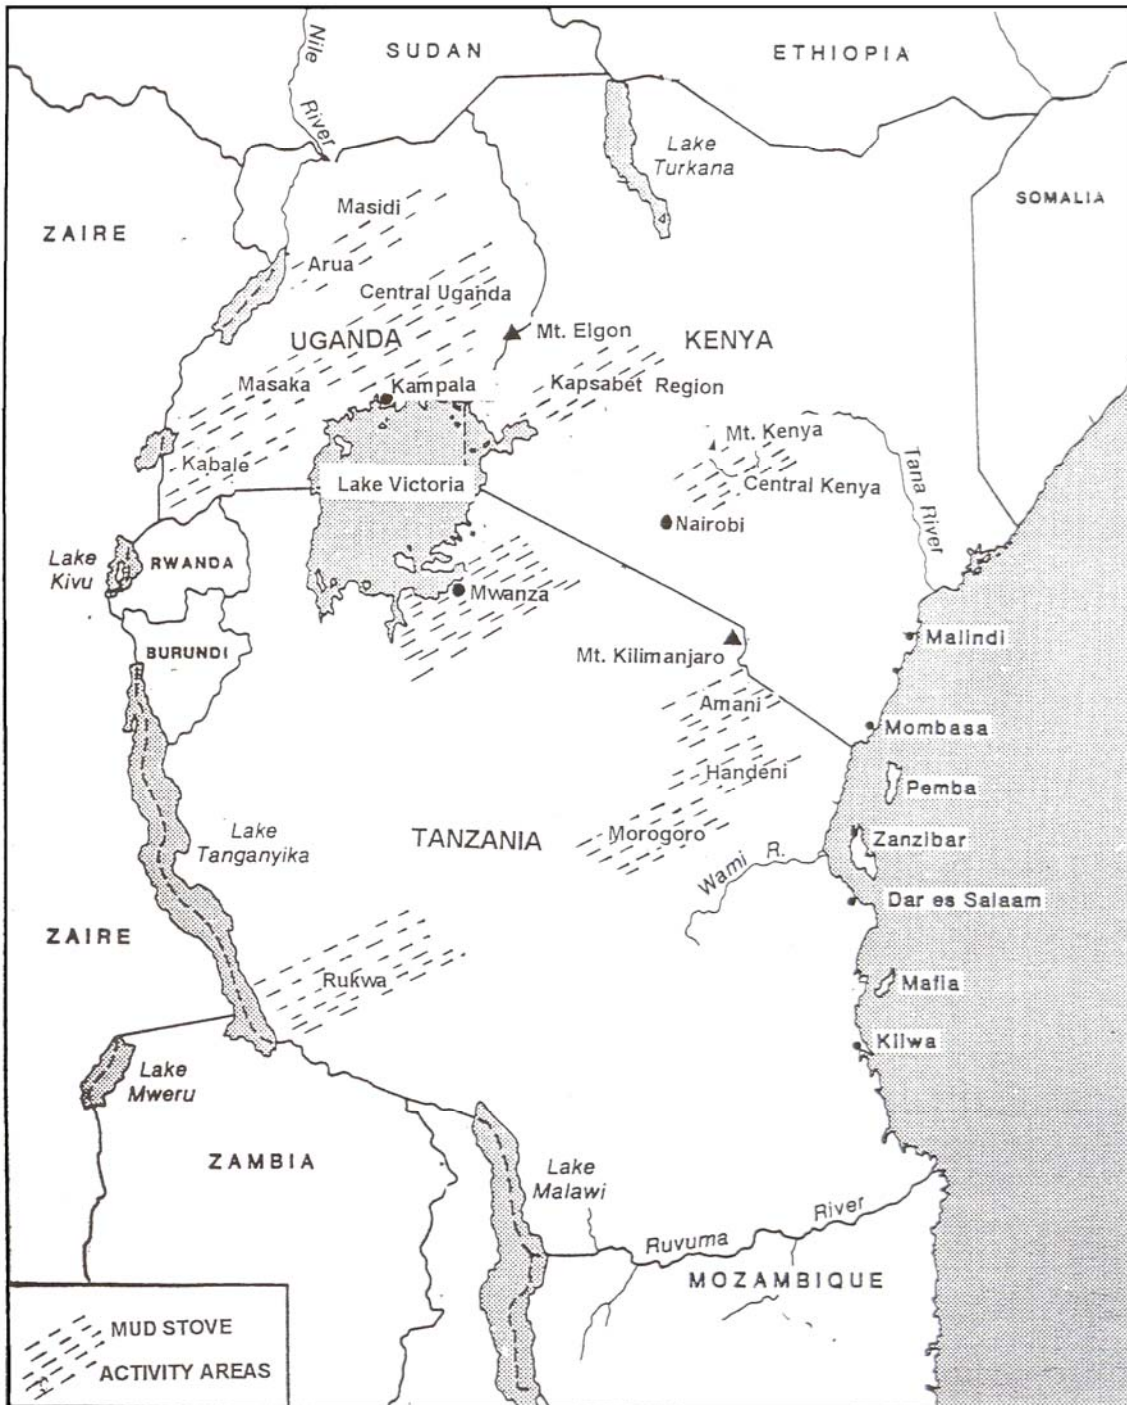 SUDAN
ETHIOPIA
Nile
River
Lake
Turkana
SOMALIA
ZAIRE
Masidi
Arua
Central Uganda
UGANDA
Mt. Elgon
KENYA
Masaka
Kampala
Kapsabet Region
Kabale
Mt. Kenya
Central Kenya
Tana River
Lake Victoria
Nairobi
Lake
Kivu
RWANDA
Mwanza
BURUNDI
Mt. Kilimanjaro
Malindi
Amani
Mombasa
Handeni
Pemba
Lake
Tanganyika
TANZANIA
Morogoro
Wami R.
Zanzibar
Dar es Salaam
ZAIRE
Rukwa
Mafia
Kilwa
Lake
Mweru
ZAMBIA
Lake
Malawi
Ruvuma River
MOZAMBIQUE
MUD STOVE
ACTIVITY AREAS